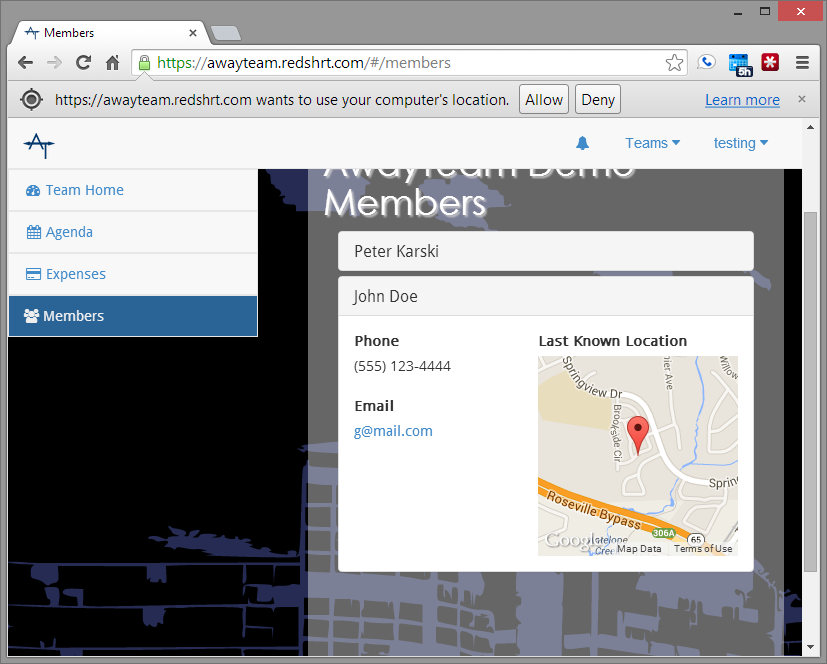 Members
https://awayteam.redshrt.com/#/members
5h
https://awayteam.redshrt.com wants to use your computer's location. Allow Deny Learn more
AT
Teams testing
Team Home
Agenda
Expenses
Members
AwayTeam Demo
Members
Peter Karski
John Doe
Phone
(555) 123-4444
Email
g@mail.com
Last Known Location
Springview Dr
Brookside Cir
Roseville Bypass
306A
65
Google
Map Data Terms of Use